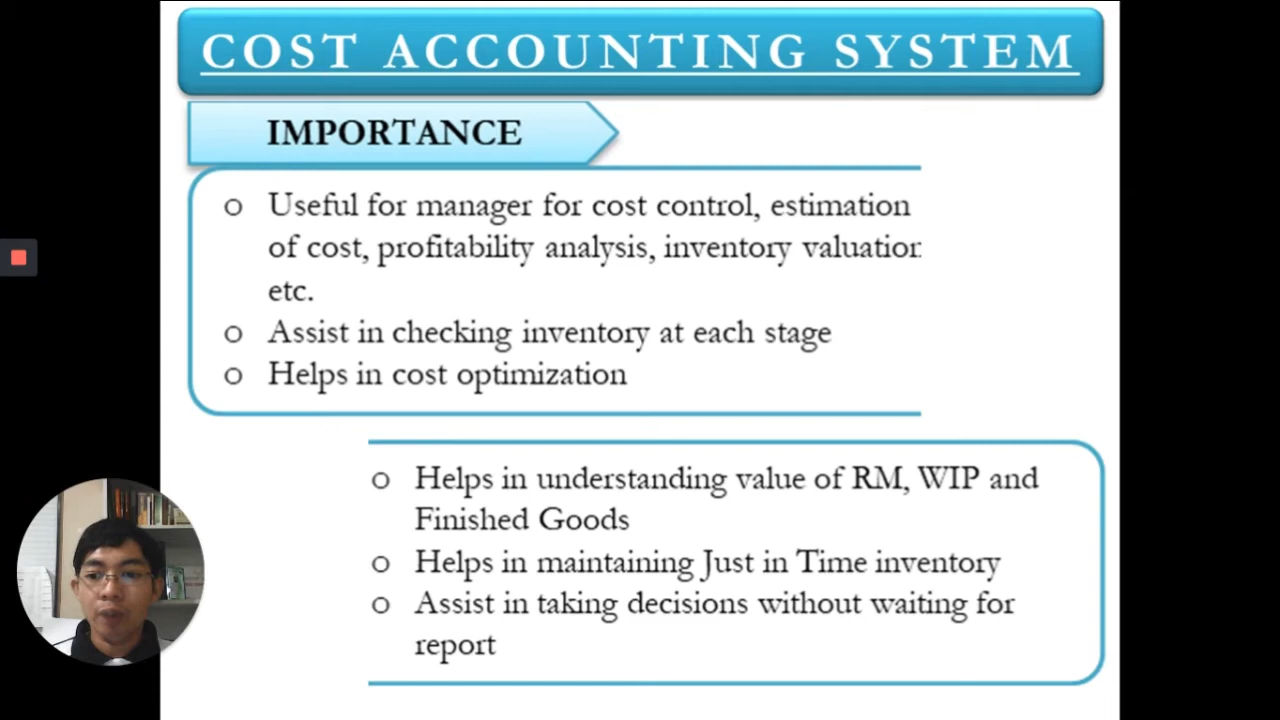 COST ACCOUNTING SYSTEM
IMPORTANCE
o Useful for manager for cost control, estimation
of cost, profitability analysis, inventory valuation
etc.
o Assist in checking inventory at each stage
o Helps in cost optimization
o Helps in understanding value of RM, WIP and
Finished Goods
o Helps in maintaining Just in Time inventory
o Assist in taking decisions without waiting for
report